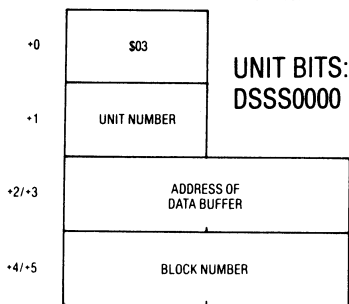 +0 $03
UNIT BITS:
DSSS0000
+1 UNIT NUMBER
+2/+3 ADDRESS OF
DATA BUFFER
+4/+5 BLOCK NUMBER